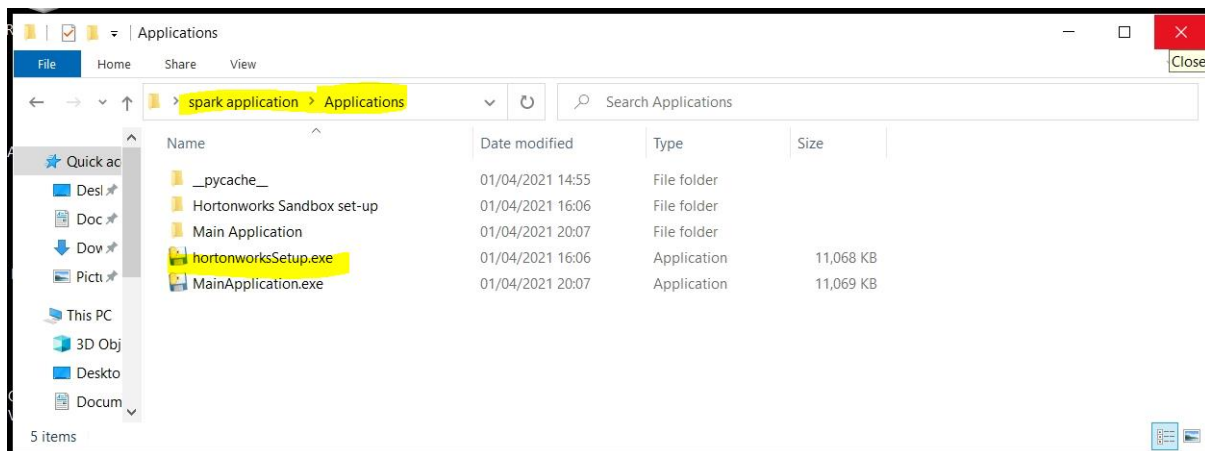 Applications
Close
File Home Share View
spark application > Applications
Search Applications
Name Date modified Type Size
Quick ac
__pycache__ 01/04/2021 14:55 File folder
Desl
Hortonworks Sandbox set-up 01/04/2021 16:06 File folder
Doc
Main Application 01/04/2021 20:07 File folder
Dov
hortonworksSetup.exe 01/04/2021 16:06 Application 11,068 KB
Pictu
MainApplication.exe 01/04/2021 20:07 Application 11,069 KB
This PC
3D Obj
Deskto
Docum
5 items